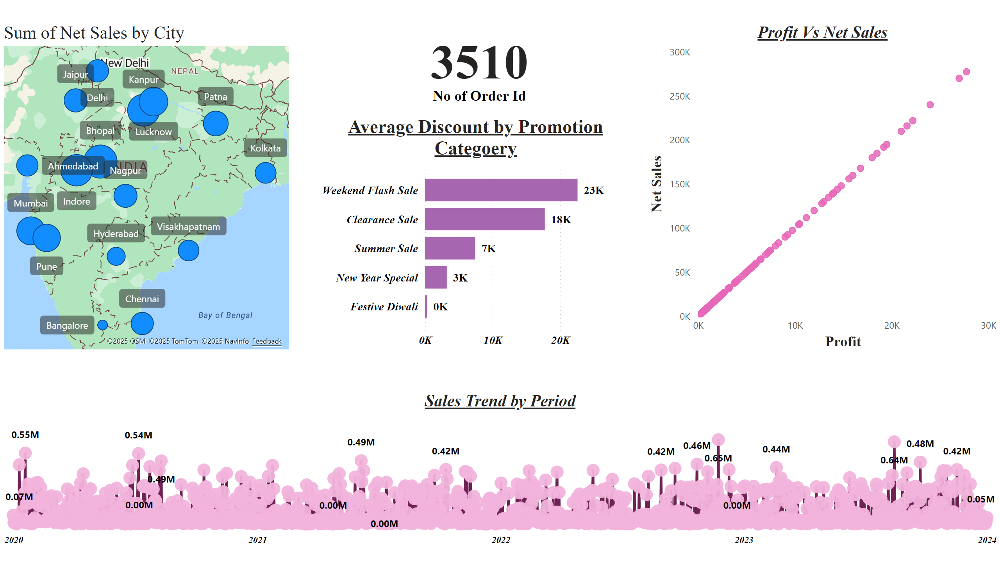 Sum of Net Sales by City
New Delhi
Jaipur
NEPAL
Kanpur
Delhi
Patna
Bhopal
Lucknow
Kolkata
Ahmedabad
NDIA
Nagpur
Mumbai
Indore
Visakhapatnam
Hyderabad
Pune
Chennai
Bay of Bengal
Bangalore
©2025 OSM ©2025 TomTom ©2025 NavInfo Feedback
3510
No of Order Id
Average Discount by Promotion
Categoery
Weekend Flash Sale 23K
Clearance Sale 18K
Summer Sale 7K
New Year Special 3K
Festive Diwali 0K
0K 10K 20K
Profit Vs Net Sales
Net Sales
300K
250K
200K
150K
100K
50K
0K
0K 10K 20K 30K
Profit
Sales Trend by Period
0.55M
0.54M
0.49M
0.42M
0.42M
0.46M
0.65M
0.44M
0.64M
0.48M
0.42M
0.49M
0.07M
0.00M
0.00M
0.00M
0.00M
0.05M
2020 2021 2022 2023 2024